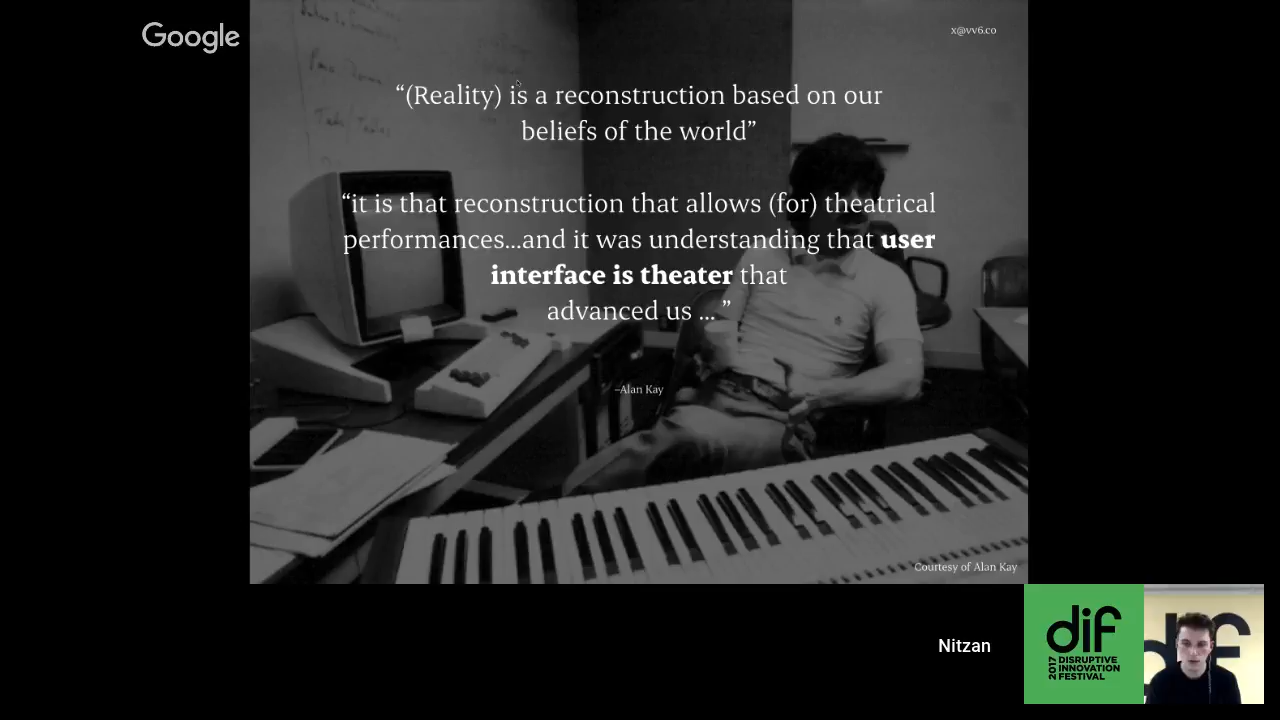 Google
x@vv6.co
“(Reality) is a reconstruction based on our
beliefs of the world”
“it is that reconstruction that allows (for) theatrical
performances...and it was understanding that user
interface is theater that
advanced us ... ”
–Alan Kay
Courtesy of Alan Kay
Nitzan
dif
2017 DISRUPTIVE
INNOVATION
FESTIVAL
dif